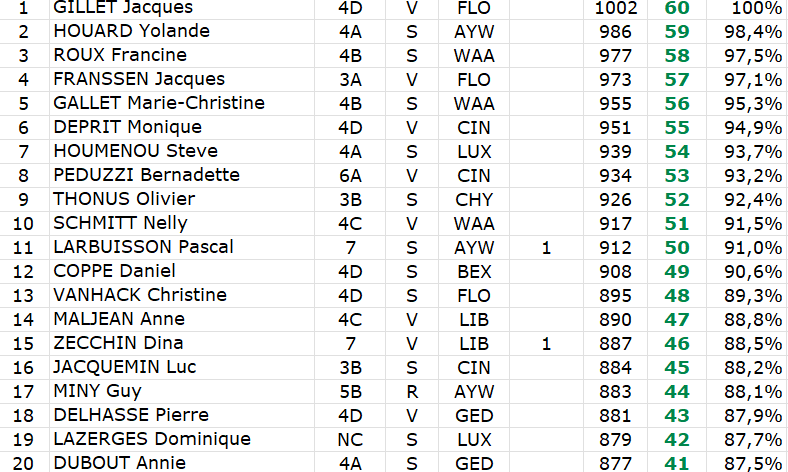 1 GILLET Jacques 4D V FLO 1002 60 100%
2 HOUARD Yolande 4A S AYW 986 59 98,4%
3 ROUX Francine 4B S WAA 977 58 97,5%
4 FRANSSEN Jacques 3A V FLO 973 57 97,1%
5 GALLET Marie-Christine 4B S WAA 955 56 95,3%
6 DEPRIT Monique 4D V CIN 951 55 94,9%
7 HOUMENOU Steve 4A S LUX 939 54 93,7%
8 PEDUZZI Bernadette 6A V CIN 934 53 93,2%
9 THONUS Olivier 3B S CHY 926 52 92,4%
10 SCHMITT Nelly 4C V WAA 917 51 91,5%
11 LARBUISSON Pascal 7 S AYW 1 912 50 91,0%
12 COPPE Daniel 4D S BEX 908 49 90,6%
13 VANHACK Christine 4D S FLO 895 48 89,3%
14 MALJEAN Anne 4C V LIB 890 47 88,8%
15 ZECCHIN Dina 7 V LIB 1 887 46 88,5%
16 JACQUEMIN Luc 3B S CIN 884 45 88,2%
17 MINY Guy 5B R AYW 883 44 88,1%
18 DELHASSE Pierre 4D V GED 881 43 87,9%
19 LAZERGES Dominique NC S LUX 879 42 87,7%
20 DUBOUT Annie 4A S GED 877 41 87,5%